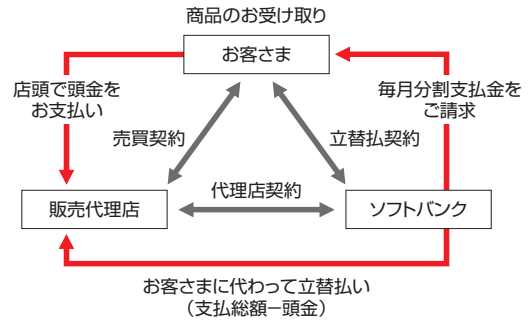 商品のお受け取り
お客さま
店頭で頭金を
お支払い
毎月分割支払金を
ご請求
売買契約
立替払契約
代理店契約
販売代理店
ソフトバンク
お客さまに代わって立替払い
（支払総額−頭金）